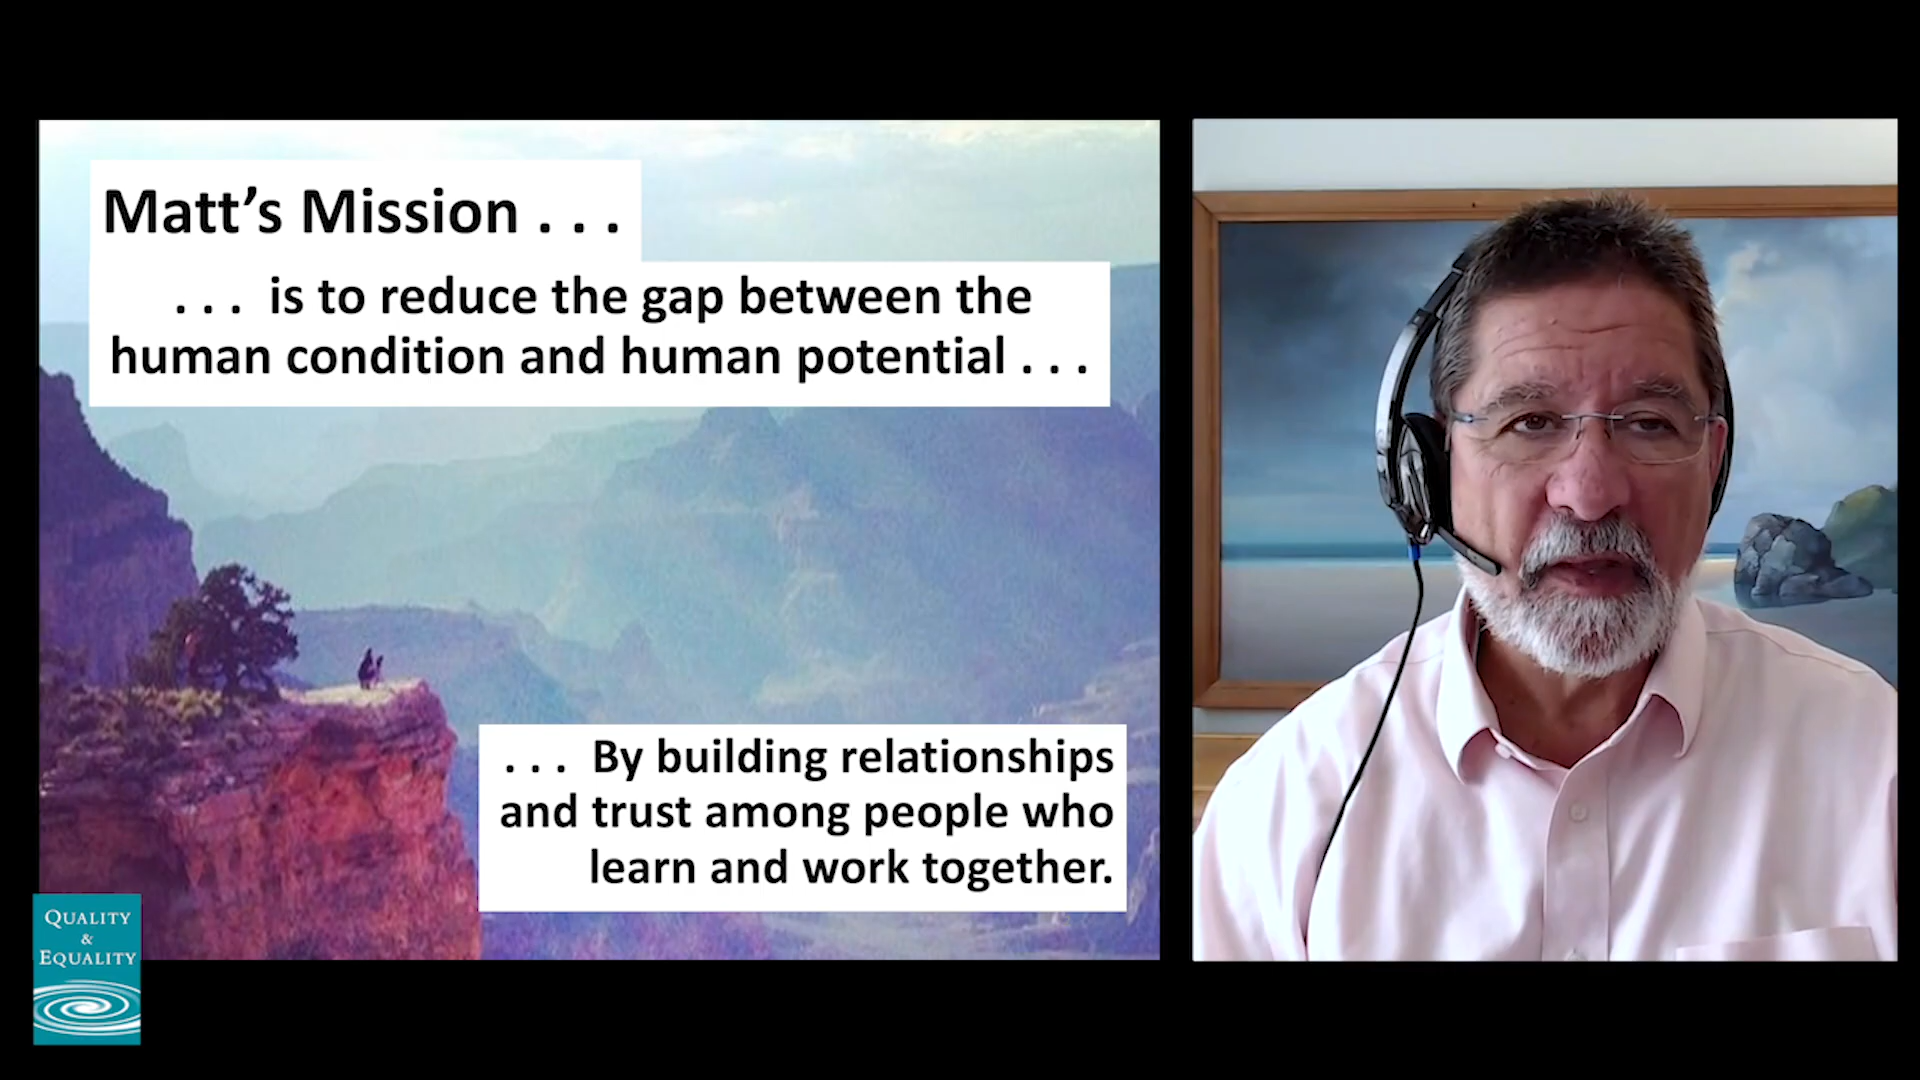 Matt’s Mission . . .
. . . is to reduce the gap between the
human condition and human potential . . .
. . . By building relationships
and trust among people who
learn and work together.
QUALITY
&
EQUALITY